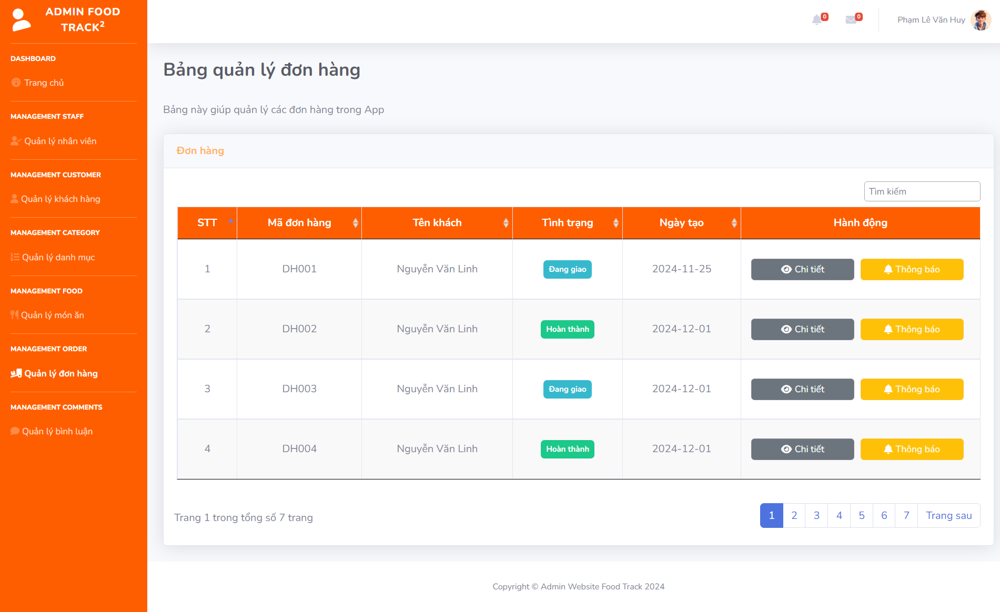 ADMIN FOOD
TRACK2
0
0
Phạm Lê Văn Huy
DASHBOARD
Trang chủ
MANAGEMENT STAFF
Quản lý nhân viên
MANAGEMENT CUSTOMER
Quản lý khách hàng
MANAGEMENT CATEGORY
Quản lý danh mục
MANAGEMENT FOOD
Quản lý món ăn
MANAGEMENT ORDER
Quản lý đơn hàng
MANAGEMENT COMMENTS
Quản lý bình luận
Bảng quản lý đơn hàng
Bảng này giúp quản lý các đơn hàng trong App
Đơn hàng
Tìm kiếm
STT Mã đơn hàng Tên khách Tình trạng Ngày tạo Hành động
1 DH001 Nguyễn Văn Linh Đang giao 2024-11-25 Chi tiết Thông báo
2 DH002 Nguyễn Văn Linh Hoàn thành 2024-12-01 Chi tiết Thông báo
3 DH003 Nguyễn Văn Linh Đang giao 2024-12-01 Chi tiết Thông báo
4 DH004 Nguyễn Văn Linh Hoàn thành 2024-12-01 Chi tiết Thông báo
Trang 1 trong tổng số 7 trang
1 2 3 4 5 6 7 Trang sau
Copyright © Admin Website Food Track 2024